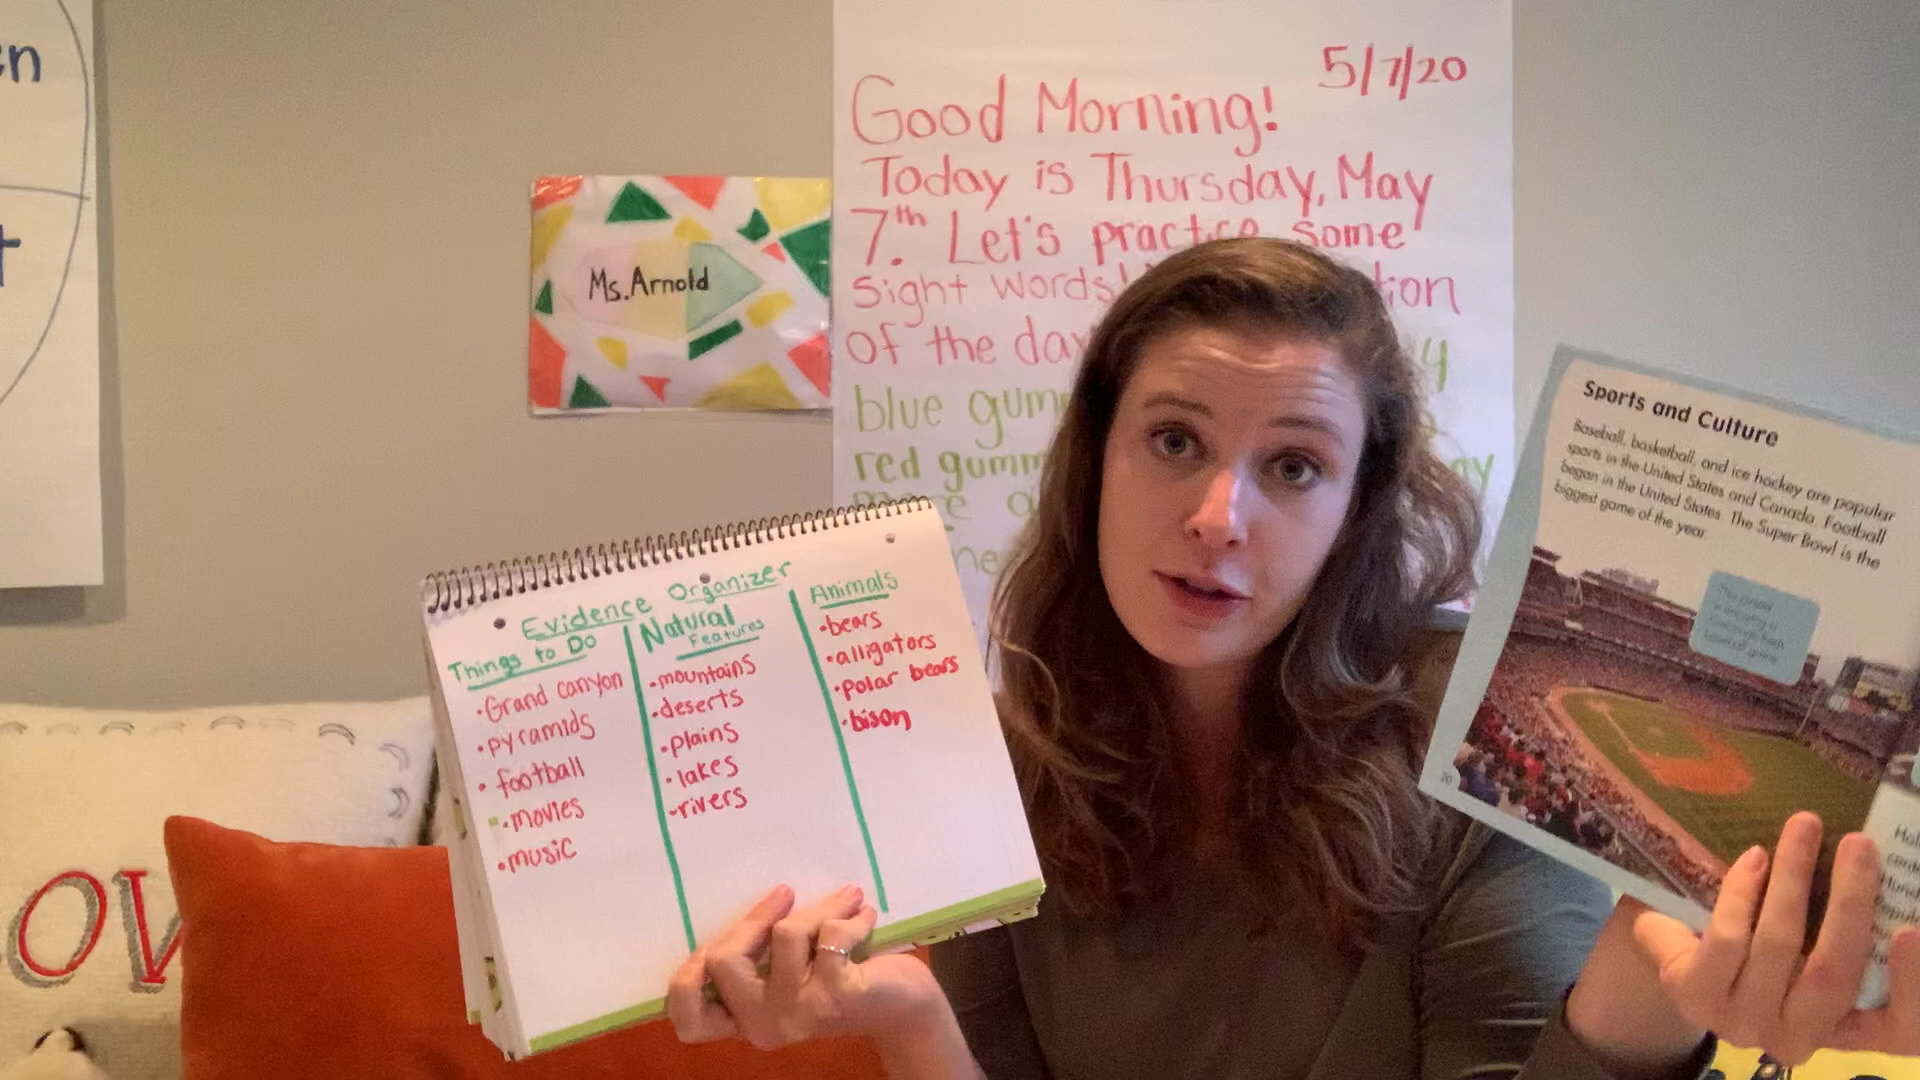 en
t
Ms. Arnold
5/7/20
Good Morning!
Today is Thursday, May
7th. Let's practice some
sight words!
of the day
blue gum
red gumm
Evidence Organizer
Things to Do
•Grand canyon
•pyramids
•football
•movies
•music
Natural
Features
•mountains
•deserts
•plains
•lakes
•rivers
Animals
•bears
•alligators
•polar bears
•bison
Sports and Culture
Baseball, basketball, and ice hockey are popular
sports in the United States and Canada. Football
began in the United States. The Super Bowl is the
biggest game of the year.
20
OV